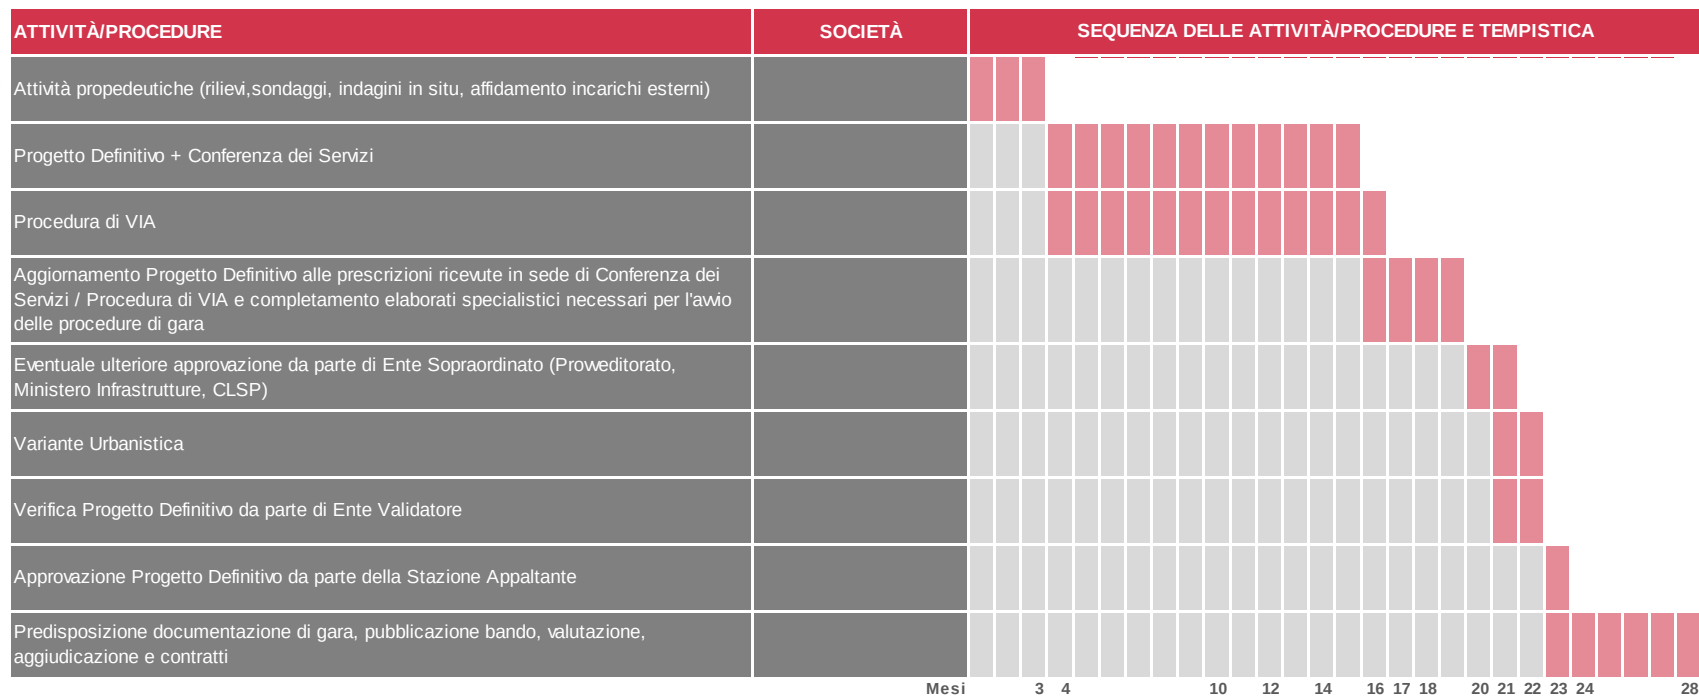 ATTIVITÀ/PROCEDURE
SOCIETÀ
SEQUENZA DELLE ATTIVITÀ/PROCEDURE E TEMPISTICA
Attività propedeutiche (rilievi,sondaggi, indagini in situ, affidamento incarichi esterni)
Progetto Definitivo + Conferenza dei Servizi
Procedura di VIA
Aggiornamento Progetto Definitivo alle prescrizioni ricevute in sede di Conferenza dei
Servizi / Procedura di VIA e completamento elaborati specialistici necessari per l'avvio
delle procedure di gara
Eventuale ulteriore approvazione da parte di Ente Sopraordinato (Provveditorato,
Ministero Infrastrutture, CLSP)
Variante Urbanistica
Verifica Progetto Definitivo da parte di Ente Validatore
Approvazione Progetto Definitivo da parte della Stazione Appaltante
Predisposizione documentazione di gara, pubblicazione bando, valutazione,
aggiudicazione e contratti
Mesi 3 4 10 12 14 16 17 18 20 21 22 23 24 28